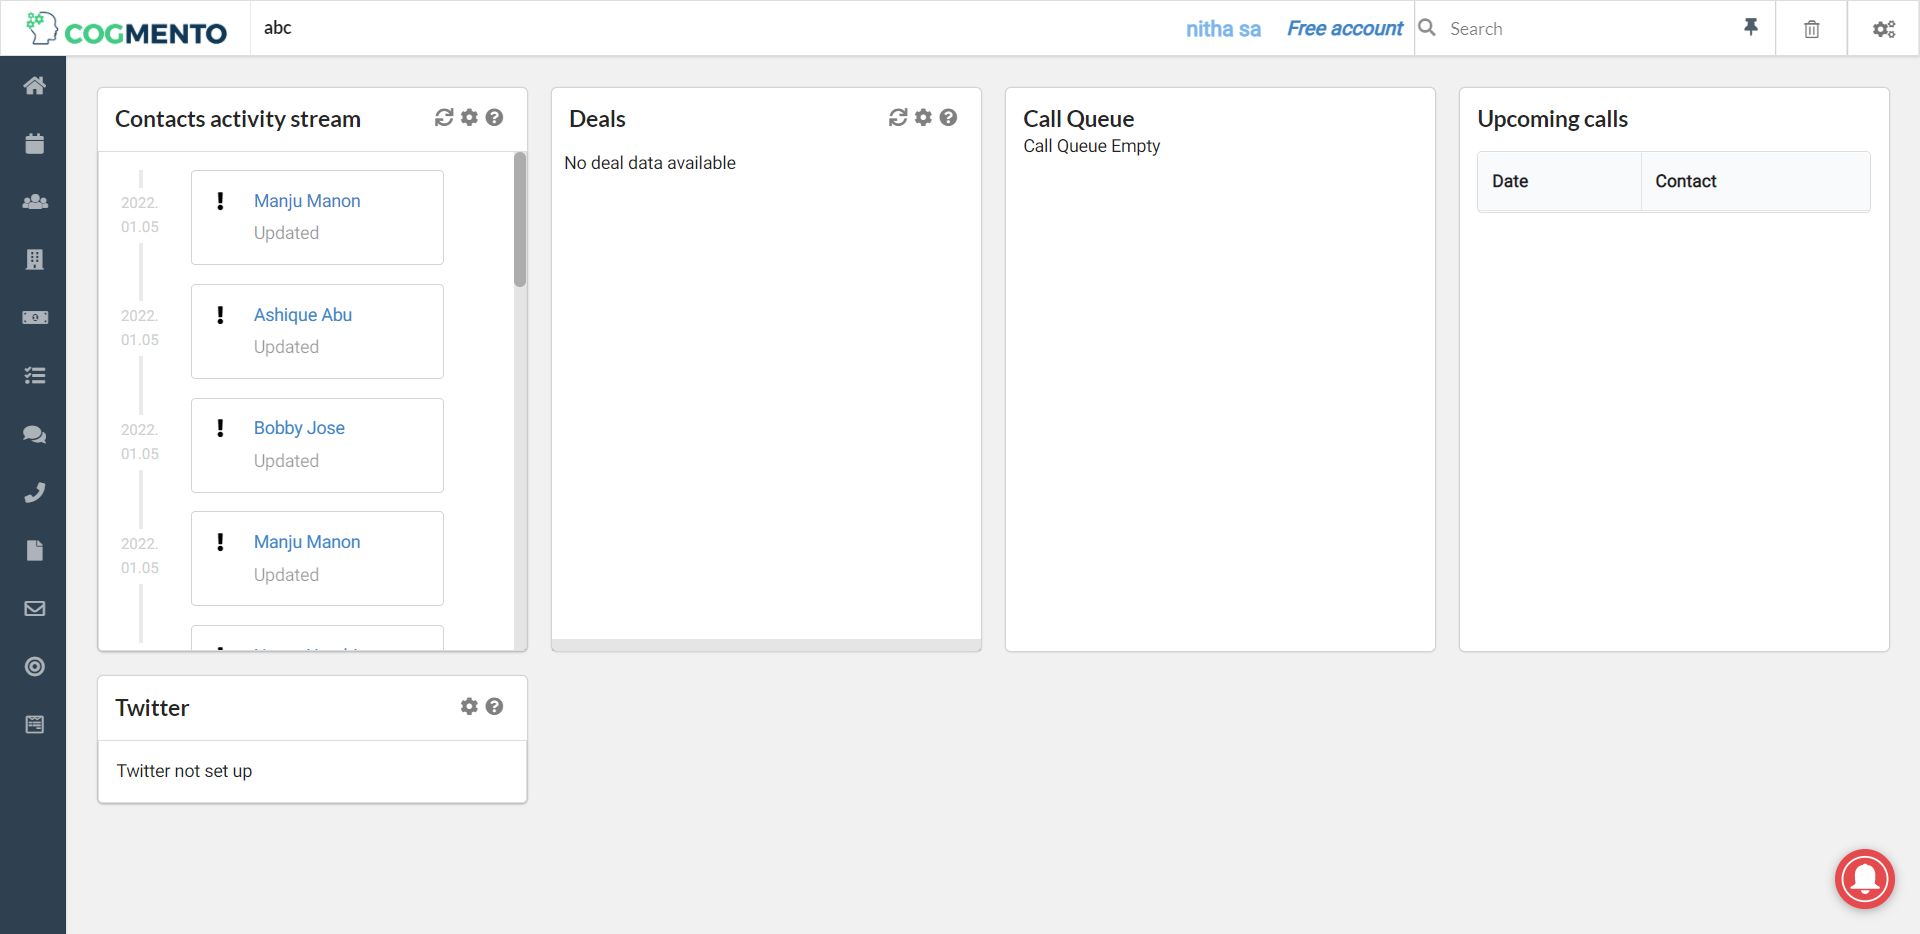 COGMENTO
abc
nitha sa
Free account
Search
Contacts activity stream
2022.
01.05
Manju Manon
Updated
2022.
01.05
Ashique Abu
Updated
2022.
01.05
Bobby Jose
Updated
2022.
01.05
Manju Manon
Updated
Deals
No deal data available
Call Queue
Call Queue Empty
Upcoming calls
Date
Contact
Twitter
Twitter not set up